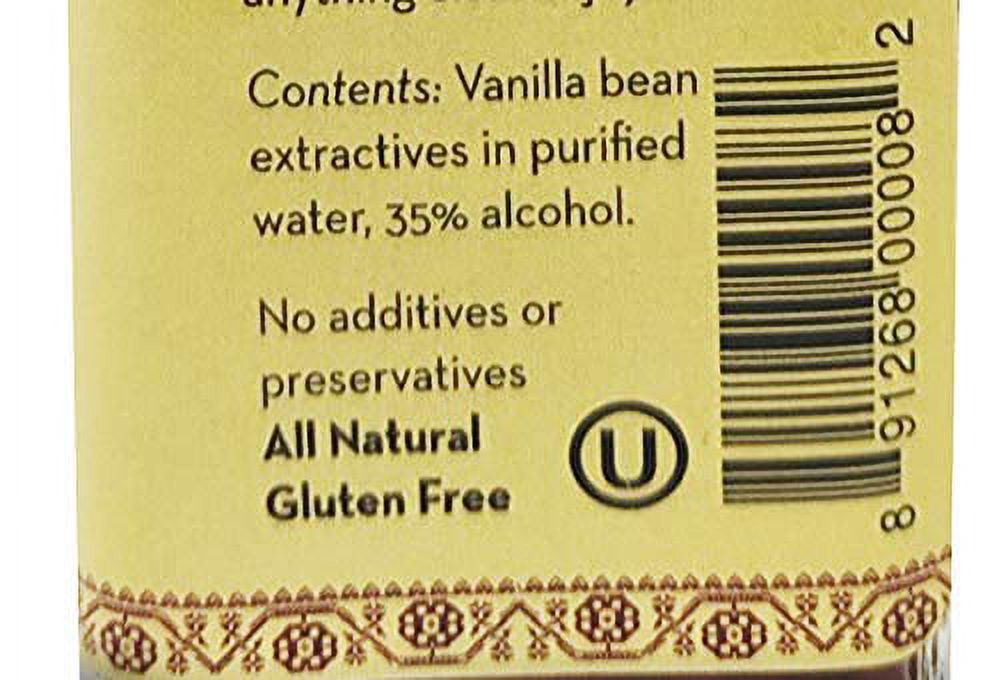 Contents: Vanilla bean
extractives in purified
water, 35% alcohol.
No additives or
preservatives
All Natural
Gluten Free
U
8 91268 00008 2